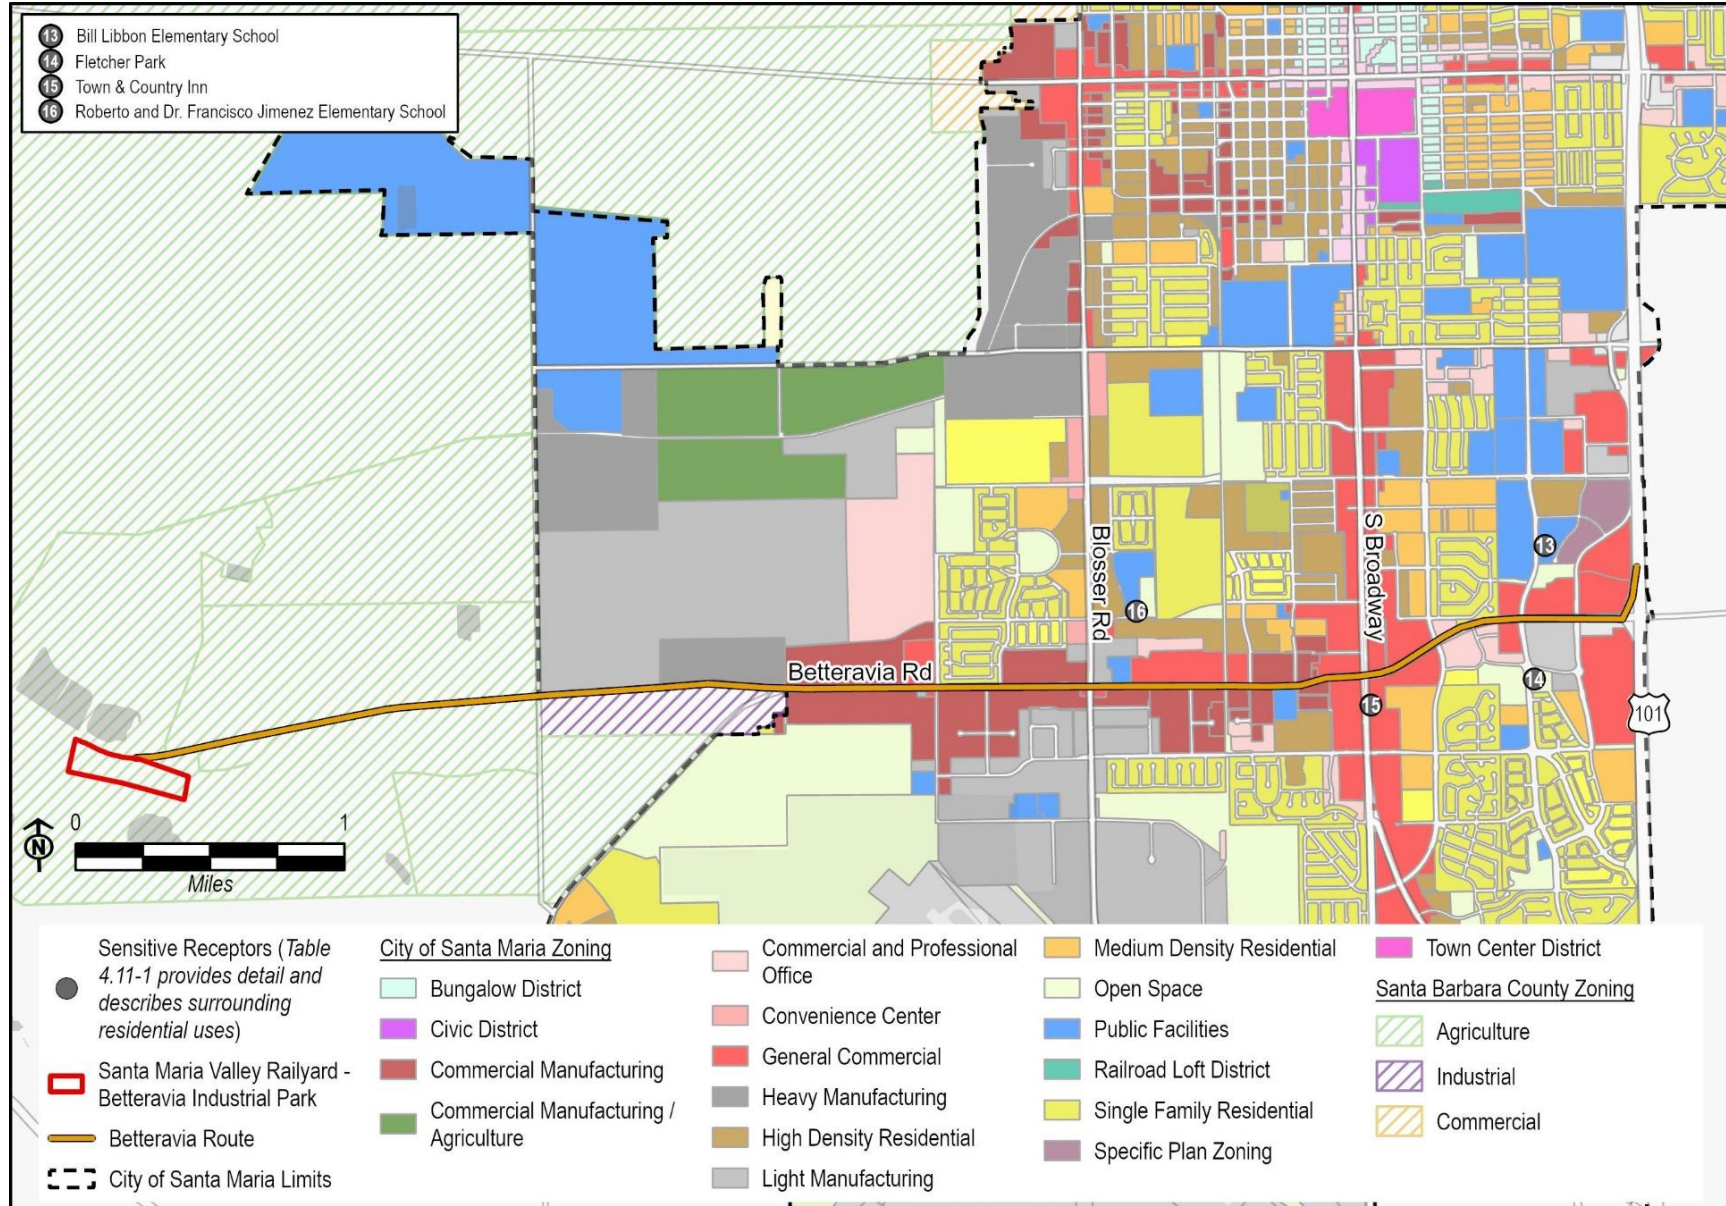 13 Bill Libbon Elementary School
14 Fletcher Park
15 Town & Country Inn
16 Roberto and Dr. Francisco Jimenez Elementary School
Blosser Rd
S Broadway
13
16
Betteravia Rd
14
15
101
N
0 1
Miles
Sensitive Receptors (Table
4.11-1 provides detail and
describes surrounding
residential uses)
Santa Maria Valley Railyard -
Betteravia Industrial Park
Betteravia Route
City of Santa Maria Limits
City of Santa Maria Zoning
Bungalow District
Civic District
Commercial Manufacturing
Commercial Manufacturing /
Agriculture
Commercial and Professional
Office
Convenience Center
General Commercial
Heavy Manufacturing
High Density Residential
Light Manufacturing
Medium Density Residential
Open Space
Public Facilities
Railroad Loft District
Single Family Residential
Specific Plan Zoning
Town Center District
Santa Barbara County Zoning
Agriculture
Industrial
Commercial